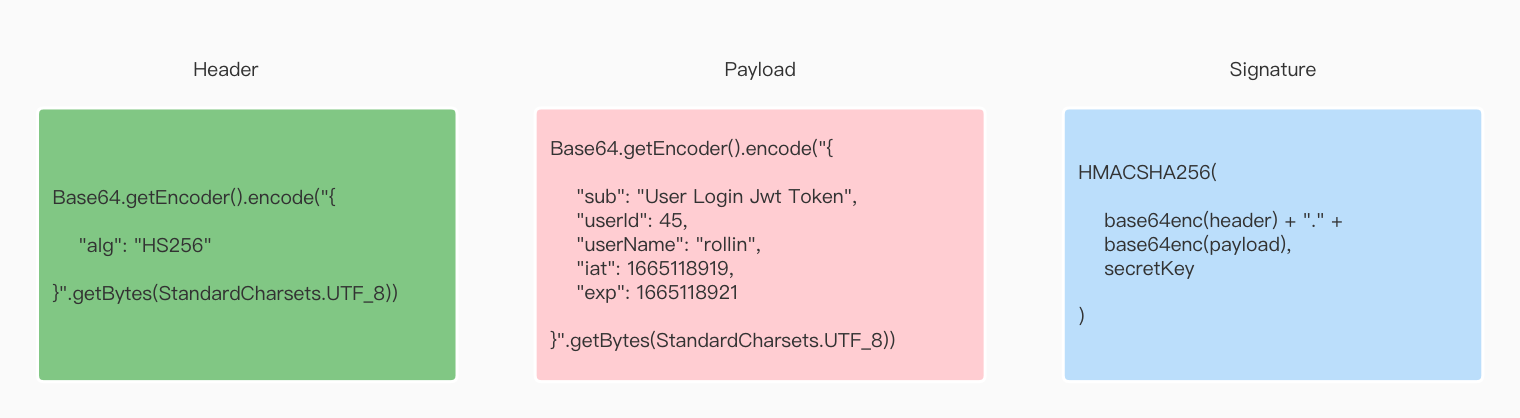 Header
Base64.getEncoder().encode("{
"alg": "HS256"
}".getBytes(StandardCharsets.UTF_8))
Payload
Base64.getEncoder().encode("{
"sub": "User Login Jwt Token",
"userId": 45,
"userName": "rollin",
"iat": 1665118919,
"exp": 1665118921
}".getBytes(StandardCharsets.UTF_8))
Signature
HMACSHA256(
base64enc(header) + "." +
base64enc(payload),
secretKey
)